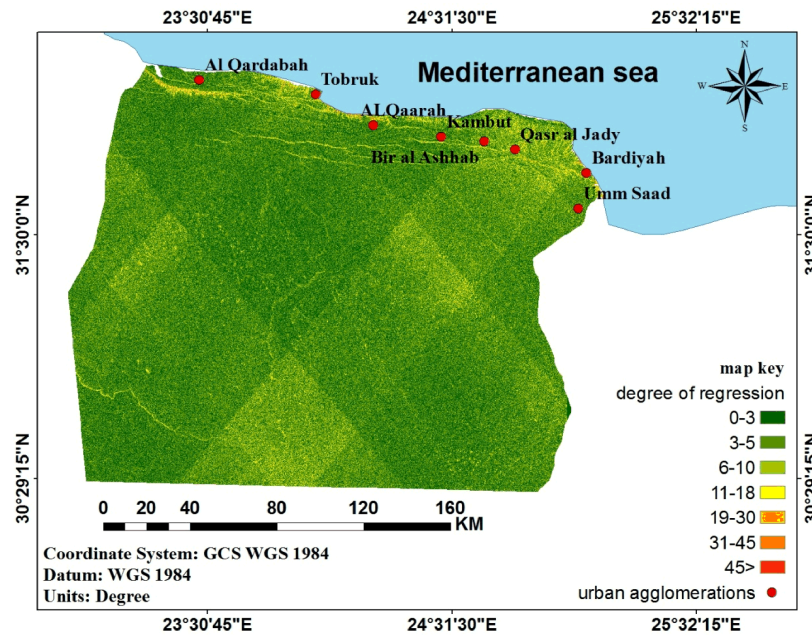 23°30'45"E 24°31'30"E 25°32'15"E
Al Qardabah
Tobruk
Mediterranean sea
N
W E
S
ALQaarah
Kambut
Qasr al Jady
Bir al Ashhab
Bardiyah
Umm Saad
31°30'0"N 31°30'0"N
map key
degree of regression
0-3
3-5
6-10
11-18
19-30
31-45
45>
urban agglomerations
30°29'15"N 30°29'15"N
0 20 40 80 120 160
KM
Coordinate System: GCS WGS 1984
Datum: WGS 1984
Units: Degree
23°30'45"E 24°31'30"E 25°32'15"E